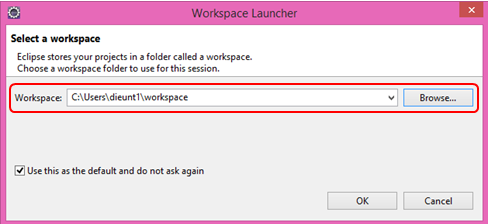 Workspace Launcher
Select a workspace
Eclipse stores your projects in a folder called a workspace.
Choose a workspace folder to use for this session.
Workspace: C:\Users\dieunt1\workspace Browse...
Use this as the default and do not ask again
OK Cancel